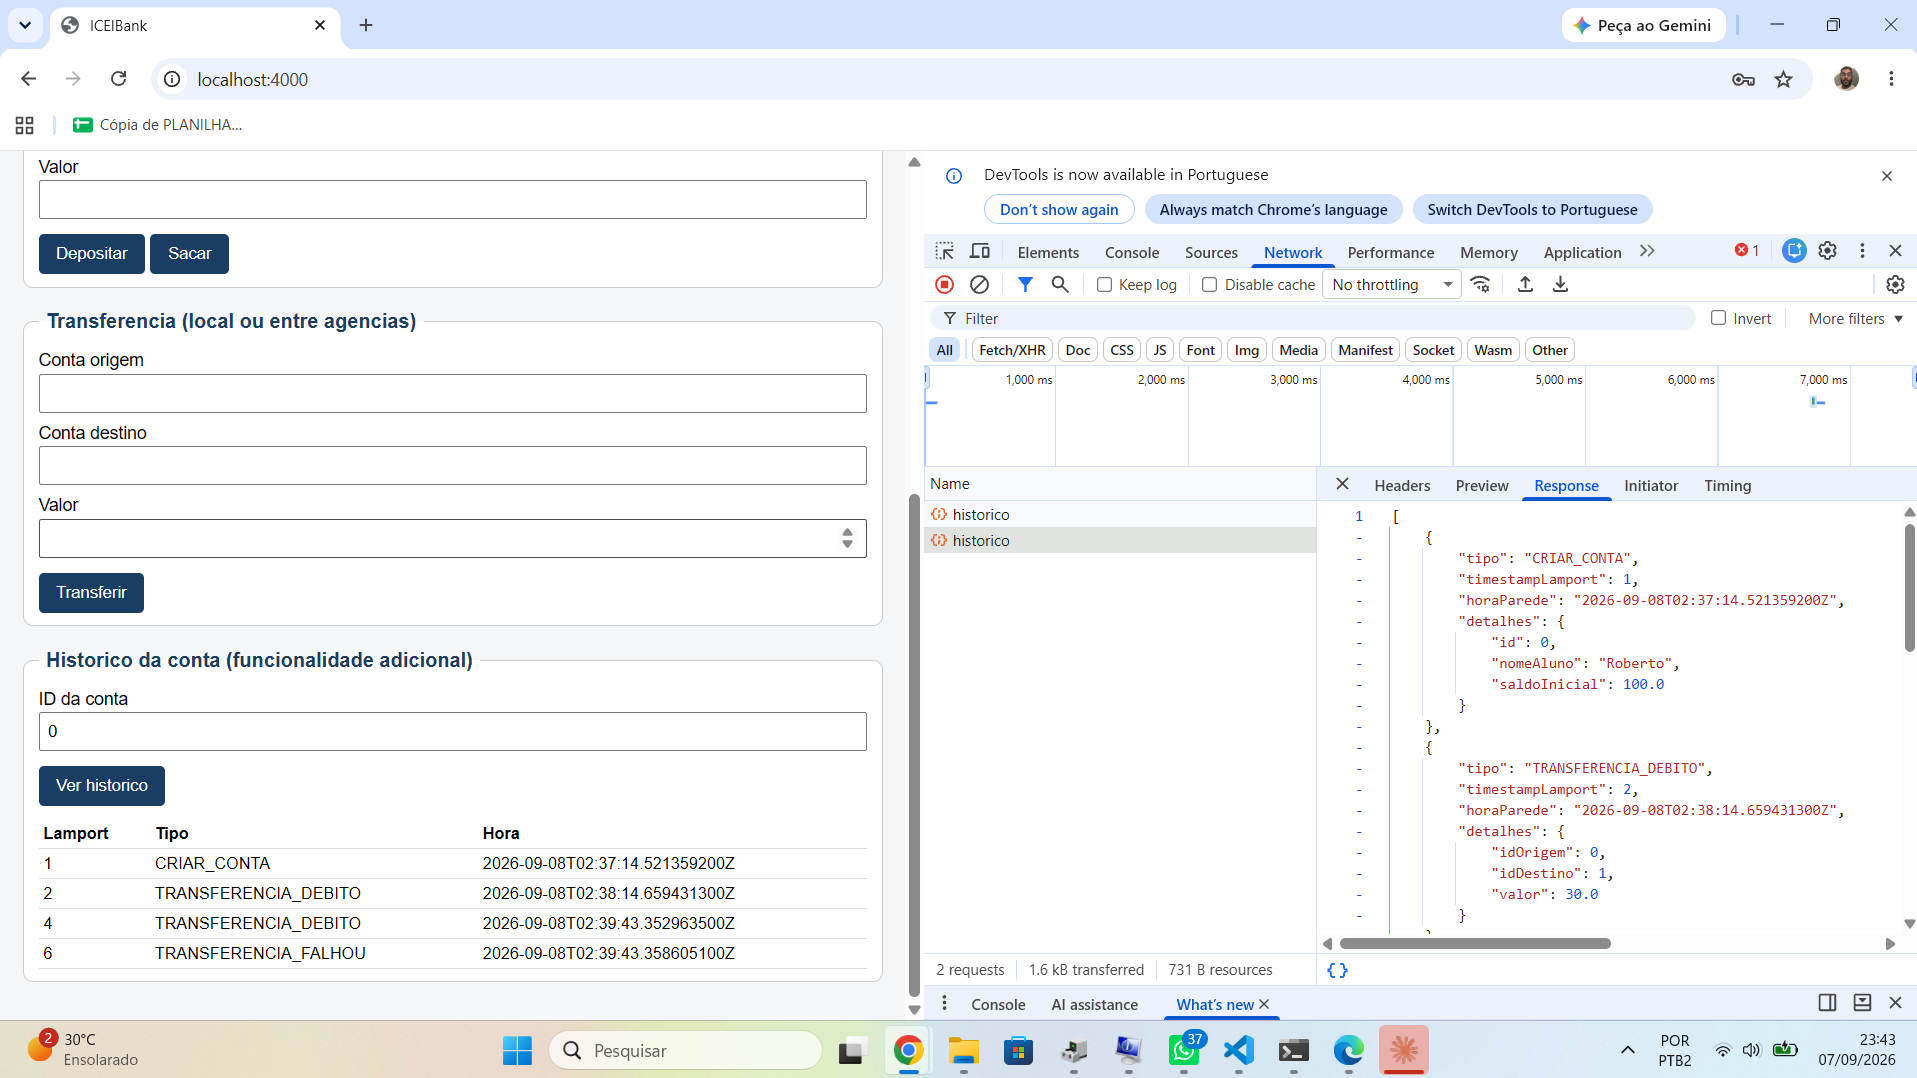 ICEIBank
Peça ao Gemini
localhost:4000
Cópia de PLANILHA...
Valor
Depositar Sacar
Transferencia (local ou entre agencias)
Conta origem
Conta destino
Valor
Transferir
Historico da conta (funcionalidade adicional)
ID da conta
0
Ver historico
Lamport Tipo Hora
1 CRIAR_CONTA 2026-09-08T02:37:14.521359200Z
2 TRANSFERENCIA_DEBITO 2026-09-08T02:38:14.659431300Z
4 TRANSFERENCIA_DEBITO 2026-09-08T02:39:43.352963500Z
6 TRANSFERENCIA_FALHOU 2026-09-08T02:39:43.358605100Z
DevTools is now available in Portuguese
Don't show again Always match Chrome's language Switch DevTools to Portuguese
Elements Console Sources Network Performance Memory Application 1
Keep log Disable cache No throttling
Filter Invert More filters
All Fetch/XHR Doc CSS JS Font Img Media Manifest Socket Wasm Other
1,000 ms 2,000 ms 3,000 ms 4,000 ms 5,000 ms 6,000 ms 7,000 ms
Name
historico
historico
Headers Preview Response Initiator Timing
1 [
- {
- "tipo": "CRIAR_CONTA",
- "timestampLamport": 1,
- "horaParede": "2026-09-08T02:37:14.521359200Z",
- "detalhes": {
- "id": 0,
- "nomeAluno": "Roberto",
- "saldoInicial": 100.0
- }
- },
- {
- "tipo": "TRANSFERENCIA_DEBITO",
- "timestampLamport": 2,
- "horaParede": "2026-09-08T02:38:14.659431300Z",
- "detalhes": {
- "idOrigem": 0,
- "idDestino": 1,
- "valor": 30.0
- }
2 requests 1.6 kB transferred 731 B resources
{}
Console AI assistance What's new
2
30°C
Ensolarado
Pesquisar
37
POR
PTB2
23:43
07/09/2026